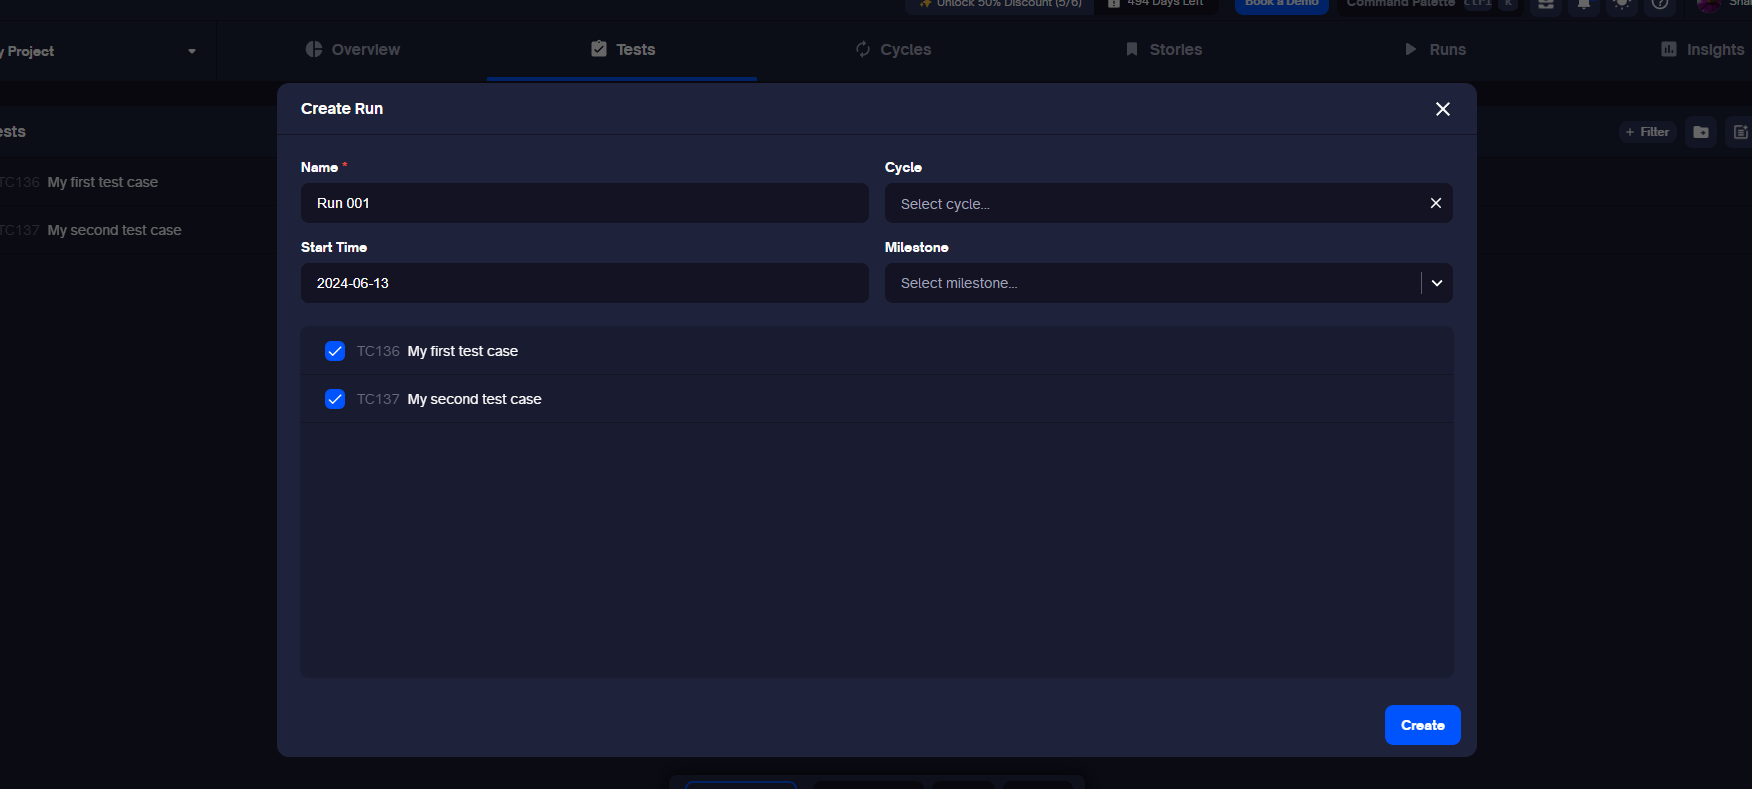 Unlock 50% Discount (5/6) 494 Days Left Book a Demo Command Palette Ctrl K
y Project Overview Tests Cycles Stories Runs Insights
Create Run
ests + Filter
Name * Cycle
TC136 My first test case
Run 001 Select cycle...
TC137 My second test case
Start Time Milestone
2024-06-13 Select milestone...
TC136 My first test case
TC137 My second test case
Create